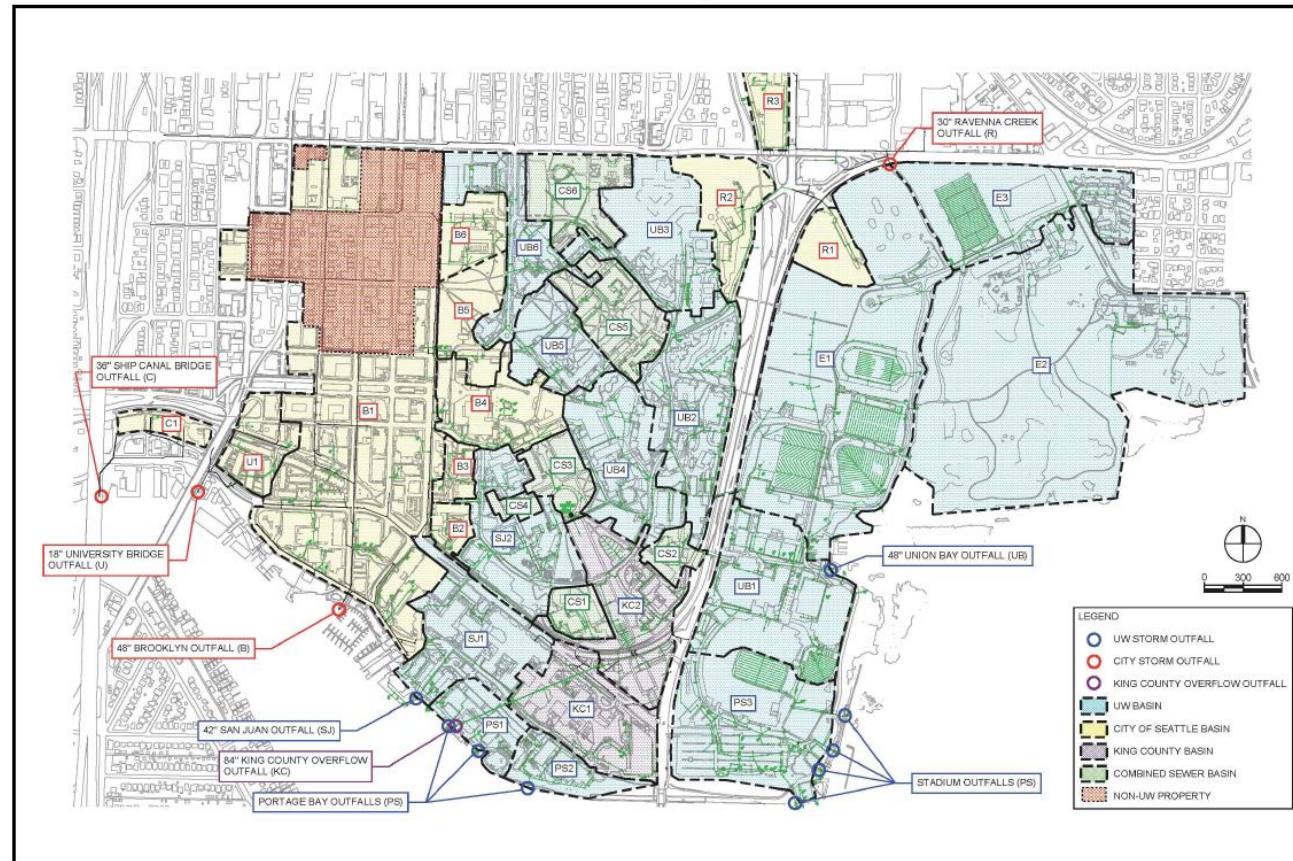 R3
30" RAVENNA CREEK
OUTFALL (R)
CS6
R2
E3
UB3
B6
UB6
R1
B5
CS5
UB5
E1
E2
36" SHIP CANAL BRIDGE
OUTFALL (C)
B4
B1
UB2
C1
U1
B3
CS3
UB4
CS4
B2
SJ2
CS2
18" UNIVERSITY BRIDGE
OUTFALL (U)
48" UNION BAY OUTFALL (UB)
UB1
CS1
KC2
N
0 300 600
48" BROOKLYN OUTFALL (B)
SJ1
42" SAN JUAN OUTFALL (SJ)
KC1
PS3
PS1
84" KING COUNTY OVERFLOW
OUTFALL (KC)
PS2
PORTAGE BAY OUTFALLS (PS)
STADIUM OUTFALLS (PS)
LEGEND
UW STORM OUTFALL
CITY STORM OUTFALL
KING COUNTY OVERFLOW OUTFALL
UW BASIN
CITY OF SEATTLE BASIN
KING COUNTY BASIN
COMBINED SEWER BASIN
NON-UW PROPERTY